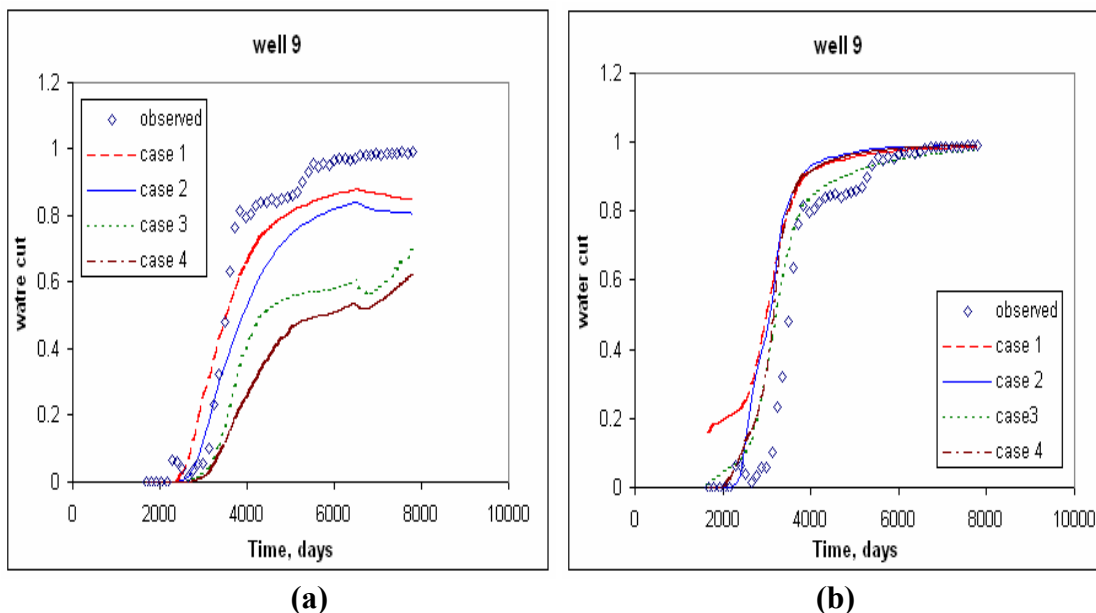 well 9
1.2
1
0.8
0.6
0.4
0.2
0
watre cut
observed
case 1
case 2
case 3
case 4
0 2000 4000 6000 8000 10000
Time, days
(a)
well 9
1.2
1
0.8
0.6
0.4
0.2
0
water cut
observed
case 1
case 2
case3
case 4
0 2000 4000 6000 8000 10000
Time, days
(b)